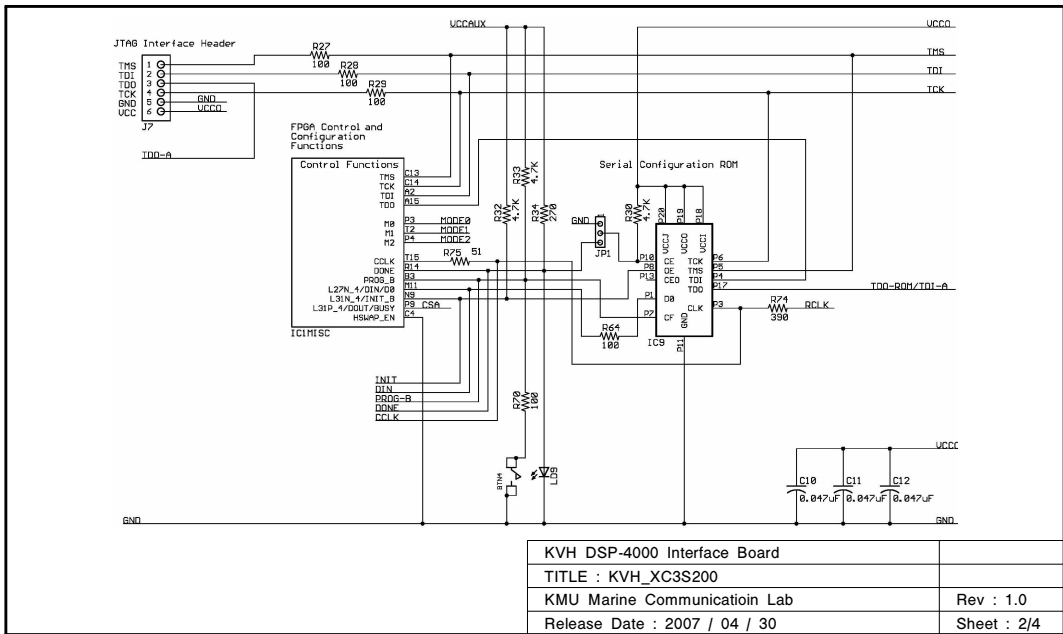 VCCAUX
VCCO
JTAG Interface Header
TMS 1
TDI 2
TDO 3
TCK 4
GND 5
VCC 6
J7
GND
VCCO
R27
100
R28
100
R29
100
TMS
TDI
TCK
TDO-A
FPGA Control and
Configuration
Functions
Control Functions
TMS C13
TCK C14
TDI A2
TDO A15
M0 P3 MODE0
M1 T2 MODE1
M2 P4 MODE2
CCLK T15
DONE R14
PROG_B B3
L27N_4/DIN/D0 M11
L31N_4/INIT_B N9
L31P_4/DOUT/BUSY P9 CSA
HSWAP_EN C4
IC1MISC
R75 51
R33
4.7K
R32
4.7K
R34
270
Serial Configuration ROM
GND
JP1
R30
4.7K
P20 P19 P18
VCCJ VCCO VCCI
P10 CE TCK P6
P8 OE TMS P5
P13 CEO TDI P4
TDO P17
P1 D0
P7 CF CLK P3
GND
P11
IC9
TDO-ROM/TDI-A
R74
390
RCLK
R64
100
INIT
DIN
PROG-B
DONE
CCLK
R70
100
BTN4
LD9
VCCO
C10
0.047uF
C11
0.047uF
C12
0.047uF
GND
GND
KVH DSP-4000 Interface Board
TITLE : KVH_XC3S200
KMU Marine Communicatioin Lab Rev : 1.0
Release Date : 2007 / 04 / 30 Sheet : 2/4